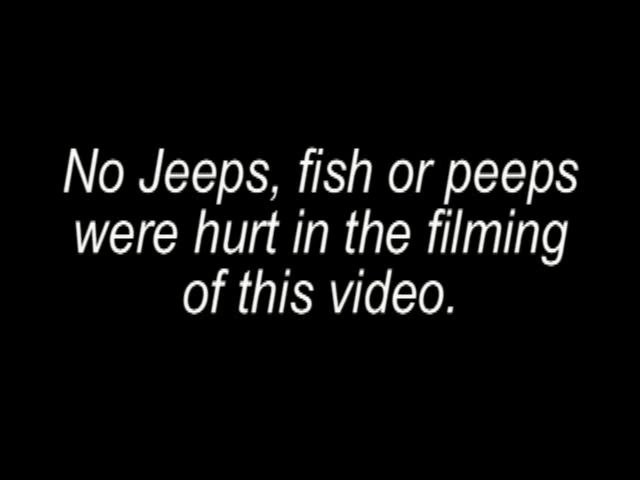 No Jeeps, fish or peeps
were hurt in the filming
of this video.